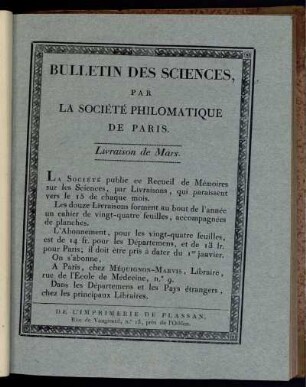 BULLETIN DES SCIENCES,
PAR
LA SOCIÉTÉ PHILOMATIQUE
DE PARIS.
Livraison de Mars.
LA SOCIÉTÉ publie ce Recueil de Mémoires
sur les Sciences, par Livraisons, qui paraissent
vers le 15 de chaque mois.
Les douze Livraisons forment au bout de l'année
un cahier de vingt-quatre feuilles, accompagnées
de planches.
L'Abonnement, pour les vingt-quatre feuilles,
est de 14 fr. pour les Départemens, et de 13 fr.
pour Paris; il doit être pris à dater du 1er janvier.
On s'abonne,
A Paris, chez MÉQUIGNON-MARVIS, Libraire,
rue de l'Ecole de Médecine, n.° 9.
Dans les Départemens et les Pays étrangers,
chez les principaux Libraires.
DE L'IMPRIMERIE DE PLASSAN,
Rue de Vaugirard, N.° 15, près de l'Odéon.